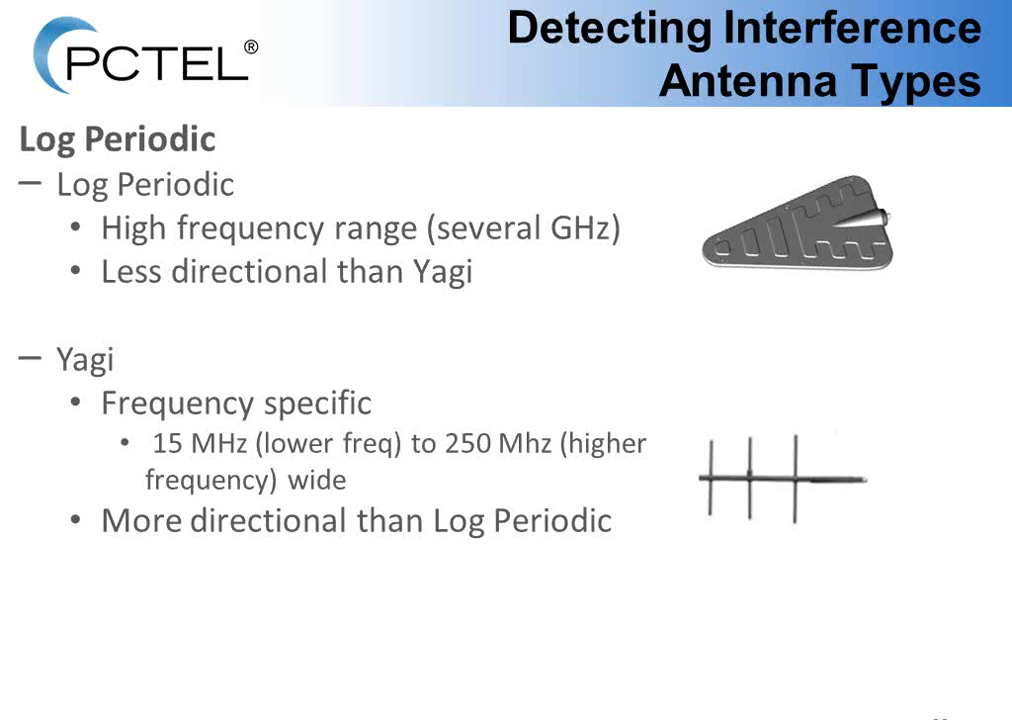 PCTEL®
Detecting Interference
Antenna Types
Log Periodic
– Log Periodic
• High frequency range (several GHz)
• Less directional than Yagi
– Yagi
• Frequency specific
• 15 MHz (lower freq) to 250 Mhz (higher
frequency) wide
• More directional than Log Periodic